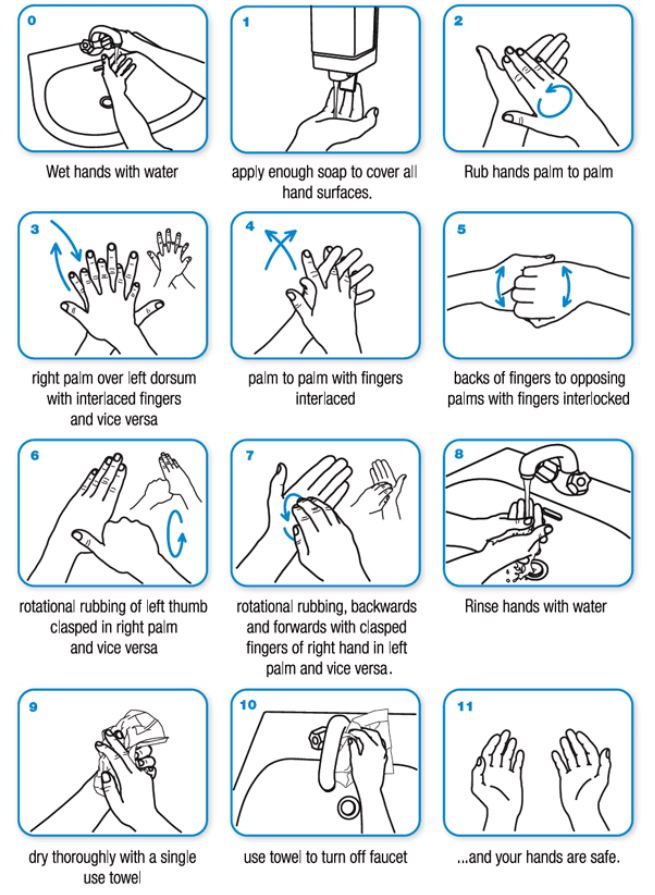 0
Wet hands with water
1
apply enough soap to cover all
hand surfaces.
2
Rub hands palm to palm
3
right palm over left dorsum
with interlaced fingers
and vice versa
4
palm to palm with fingers
interlaced
5
backs of fingers to opposing
palms with fingers interlocked
6
rotational rubbing of left thumb
clasped in right palm
and vice versa
7
rotational rubbing, backwards
and forwards with clasped
fingers of right hand in left
palm and vice versa.
8
Rinse hands with water
9
dry thoroughly with a single
use towel
10
use towel to turn off faucet
11
...and your hands are safe.